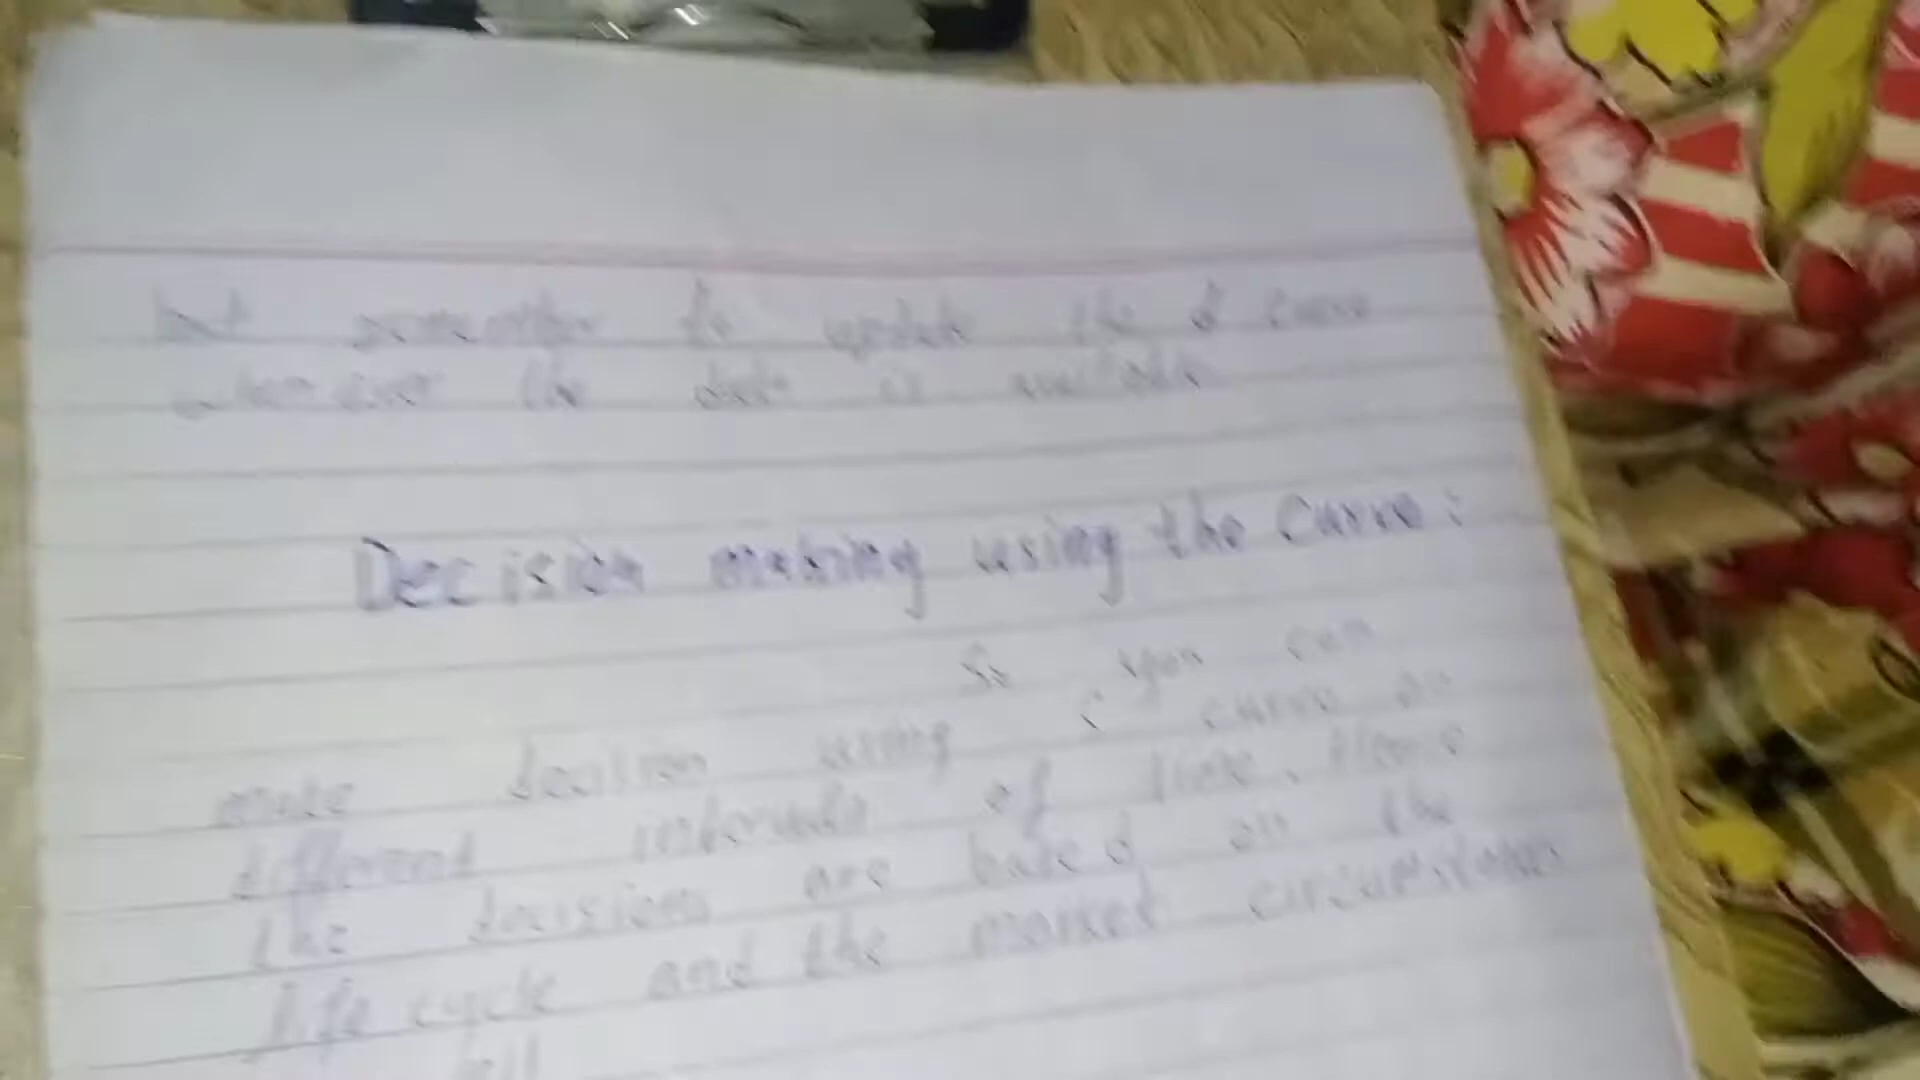 but remember to update the S curve
whenever the data is available
Decision making using the Curve:
So you can
make decision using curve on
different intervals of time. Hence
the decisions are based on the
life cycle and the market circumstances